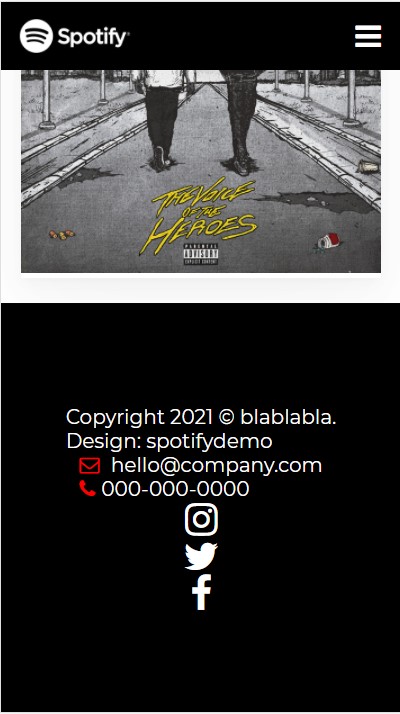 Spotify®
THE VOICE
OF THE
HEROES
PARENTAL
ADVISORY
EXPLICIT CONTENT
Copyright 2021 © blablabla.
Design: spotifydemo
hello@company.com
000-000-0000